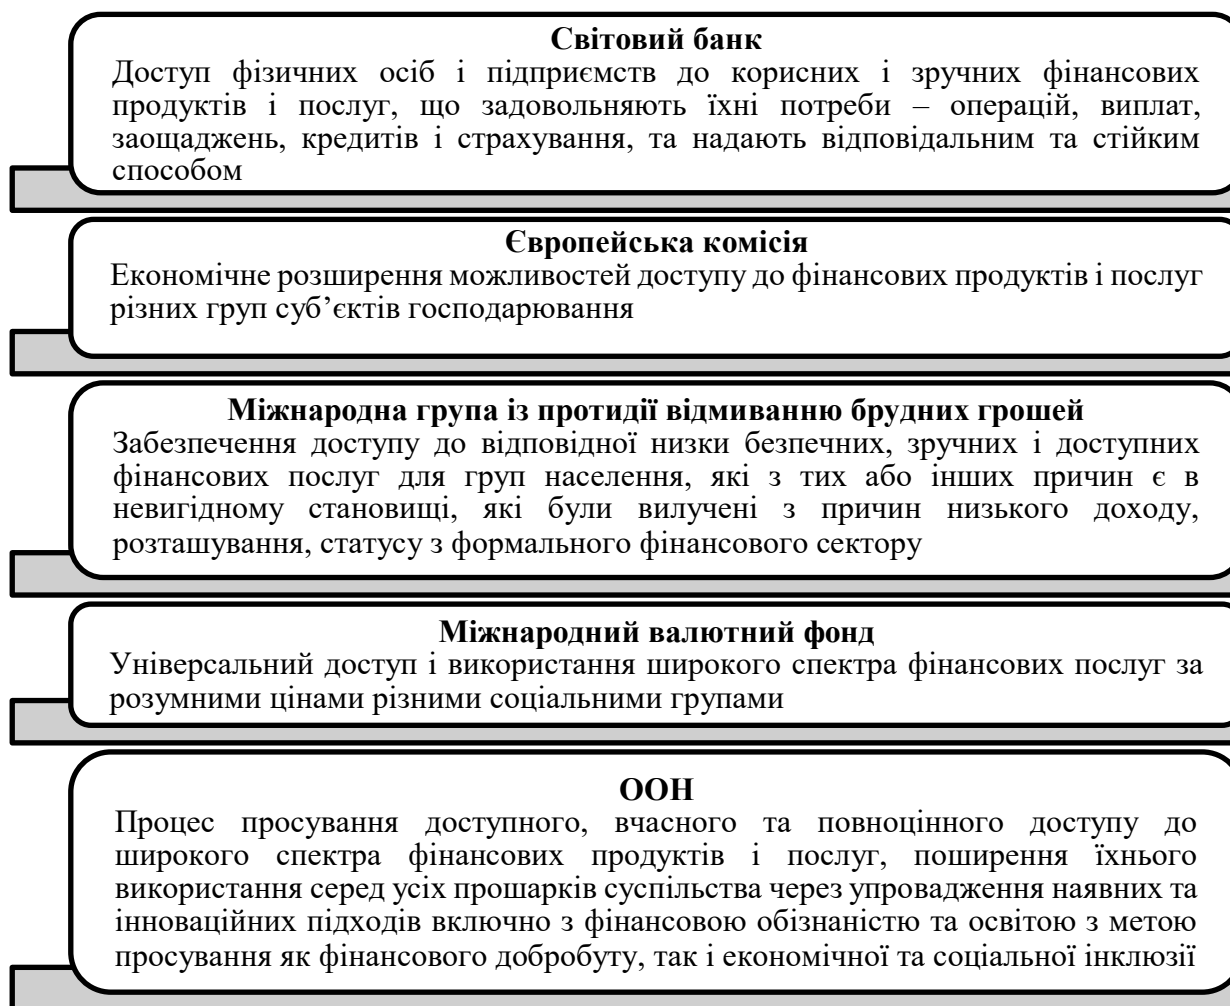 Світовий банк
Доступ фізичних осіб і підприємств до корисних і зручних фінансових
продуктів і послуг, що задовольняють їхні потреби – операцій, виплат,
заощаджень, кредитів і страхування, та надають відповідальним та стійким
способом
Європейська комісія
Економічне розширення можливостей доступу до фінансових продуктів і послуг
різних груп суб’єктів господарювання
Міжнародна група із протидії відмиванню брудних грошей
Забезпечення доступу до відповідної низки безпечних, зручних і доступних
фінансових послуг для груп населення, які з тих або інших причин є в
невигідному становищі, які були вилучені з причин низького доходу,
розташування, статусу з формального фінансового сектору
Міжнародний валютний фонд
Універсальний доступ і використання широкого спектра фінансових послуг за
розумними цінами різними соціальними групами
ООН
Процес просування доступного, вчасного та повноцінного доступу до
широкого спектра фінансових продуктів і послуг, поширення їхнього
використання серед усіх прошарків суспільства через упровадження наявних та
інноваційних підходів включно з фінансовою обізнаністю та освітою з метою
просування як фінансового добробуту, так і економічної та соціальної інклюзії